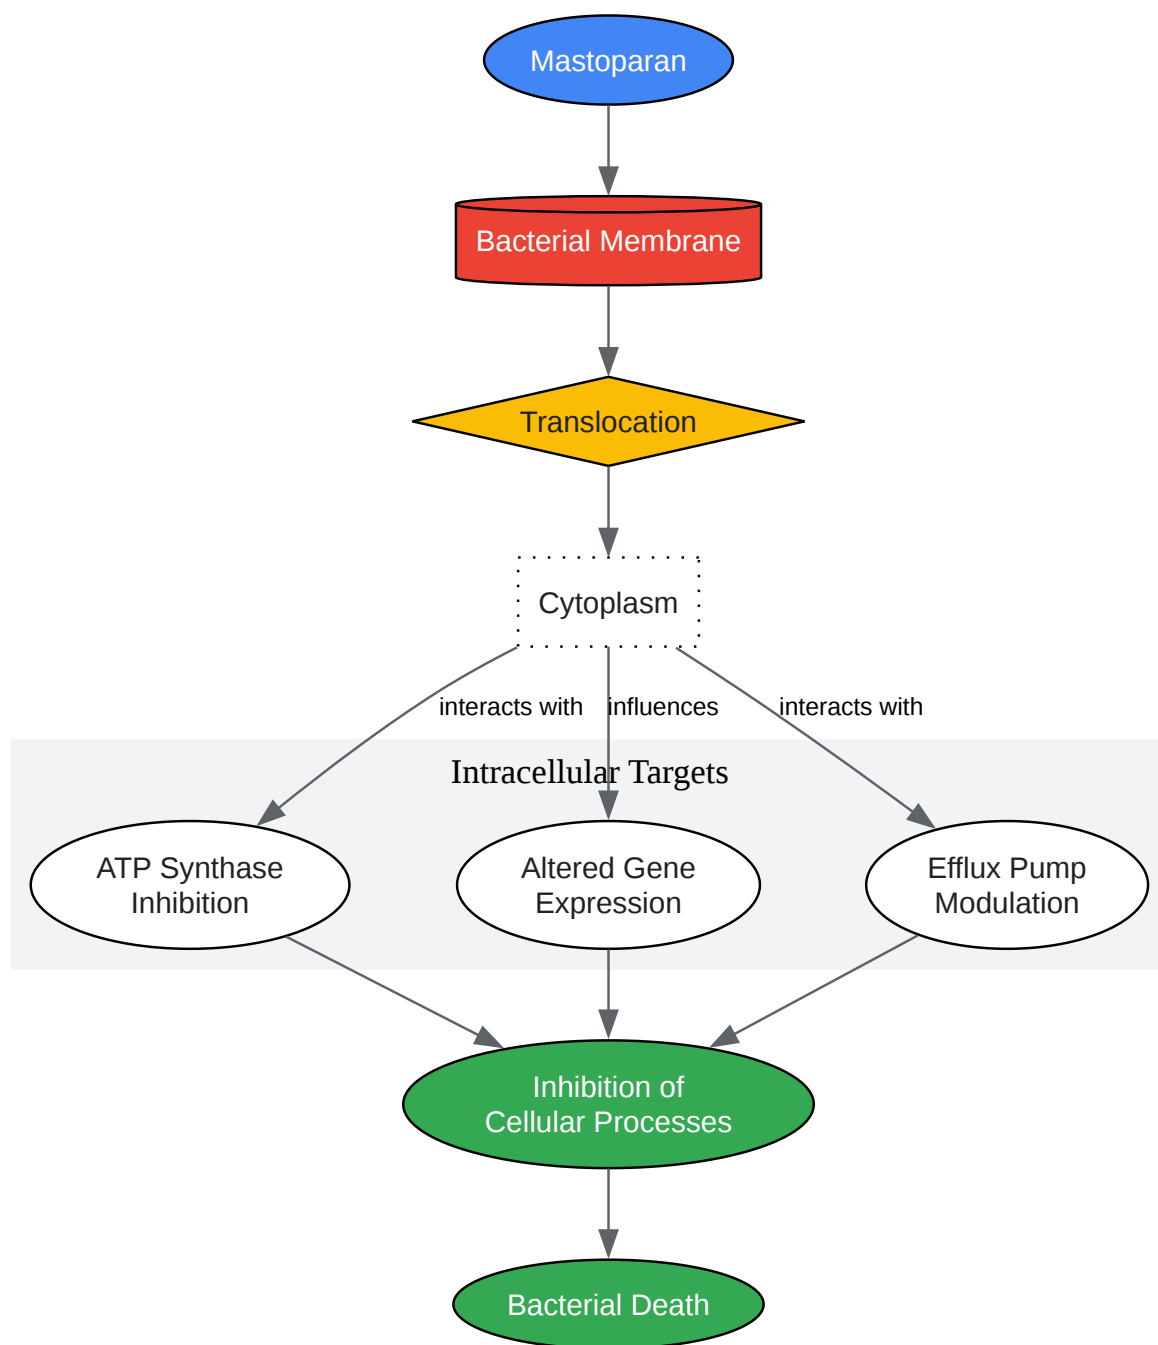 Mastoparan
Bacterial Membrane
Translocation
Cytoplasm
interacts with
influences
interacts with
Intracellular Targets
ATP Synthase
Inhibition
Altered Gene
Expression
Efflux Pump
Modulation
Inhibition of
Cellular Processes
Bacterial Death